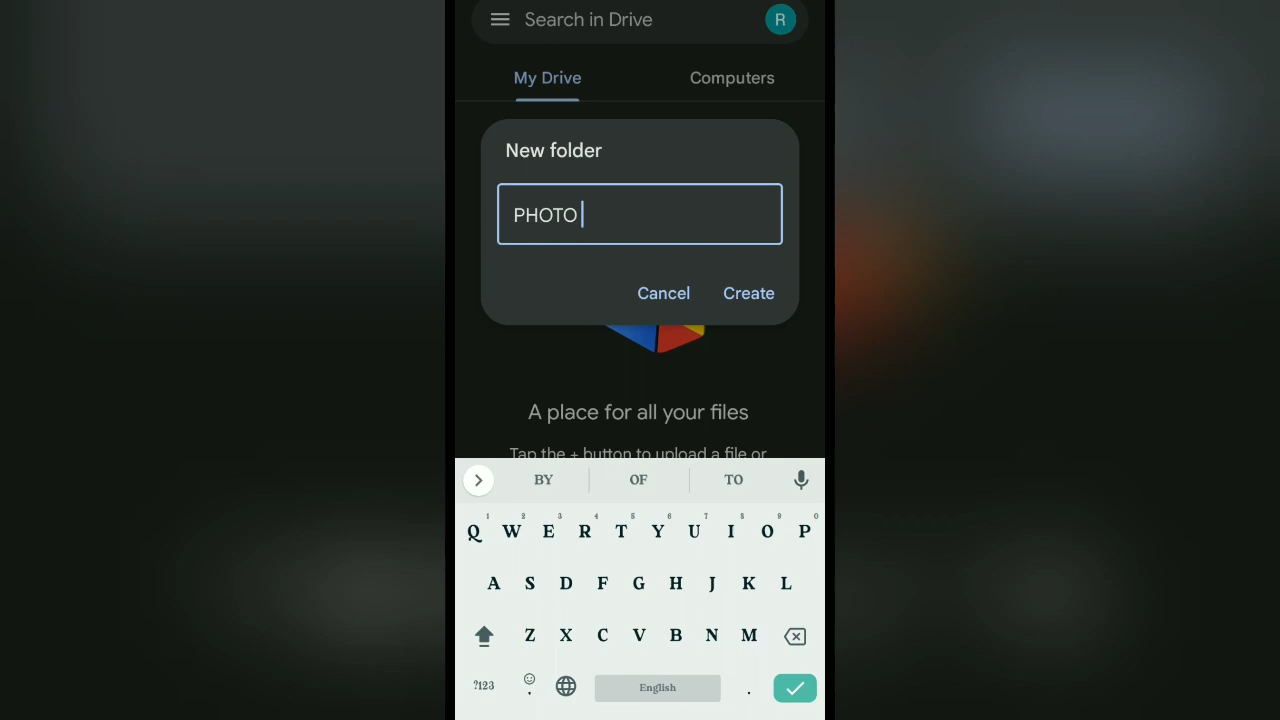 Search in Drive
R
My Drive
Computers
New folder
PHOTO
Cancel
Create
A place for all your files
Tap the + button to upload a file or
BY
OF
TO
1 2 3 4 5 6 7 8 9 0
Q W E R T Y U I O P
A S D F G H J K L
Z X C V B N M
?123 , English .